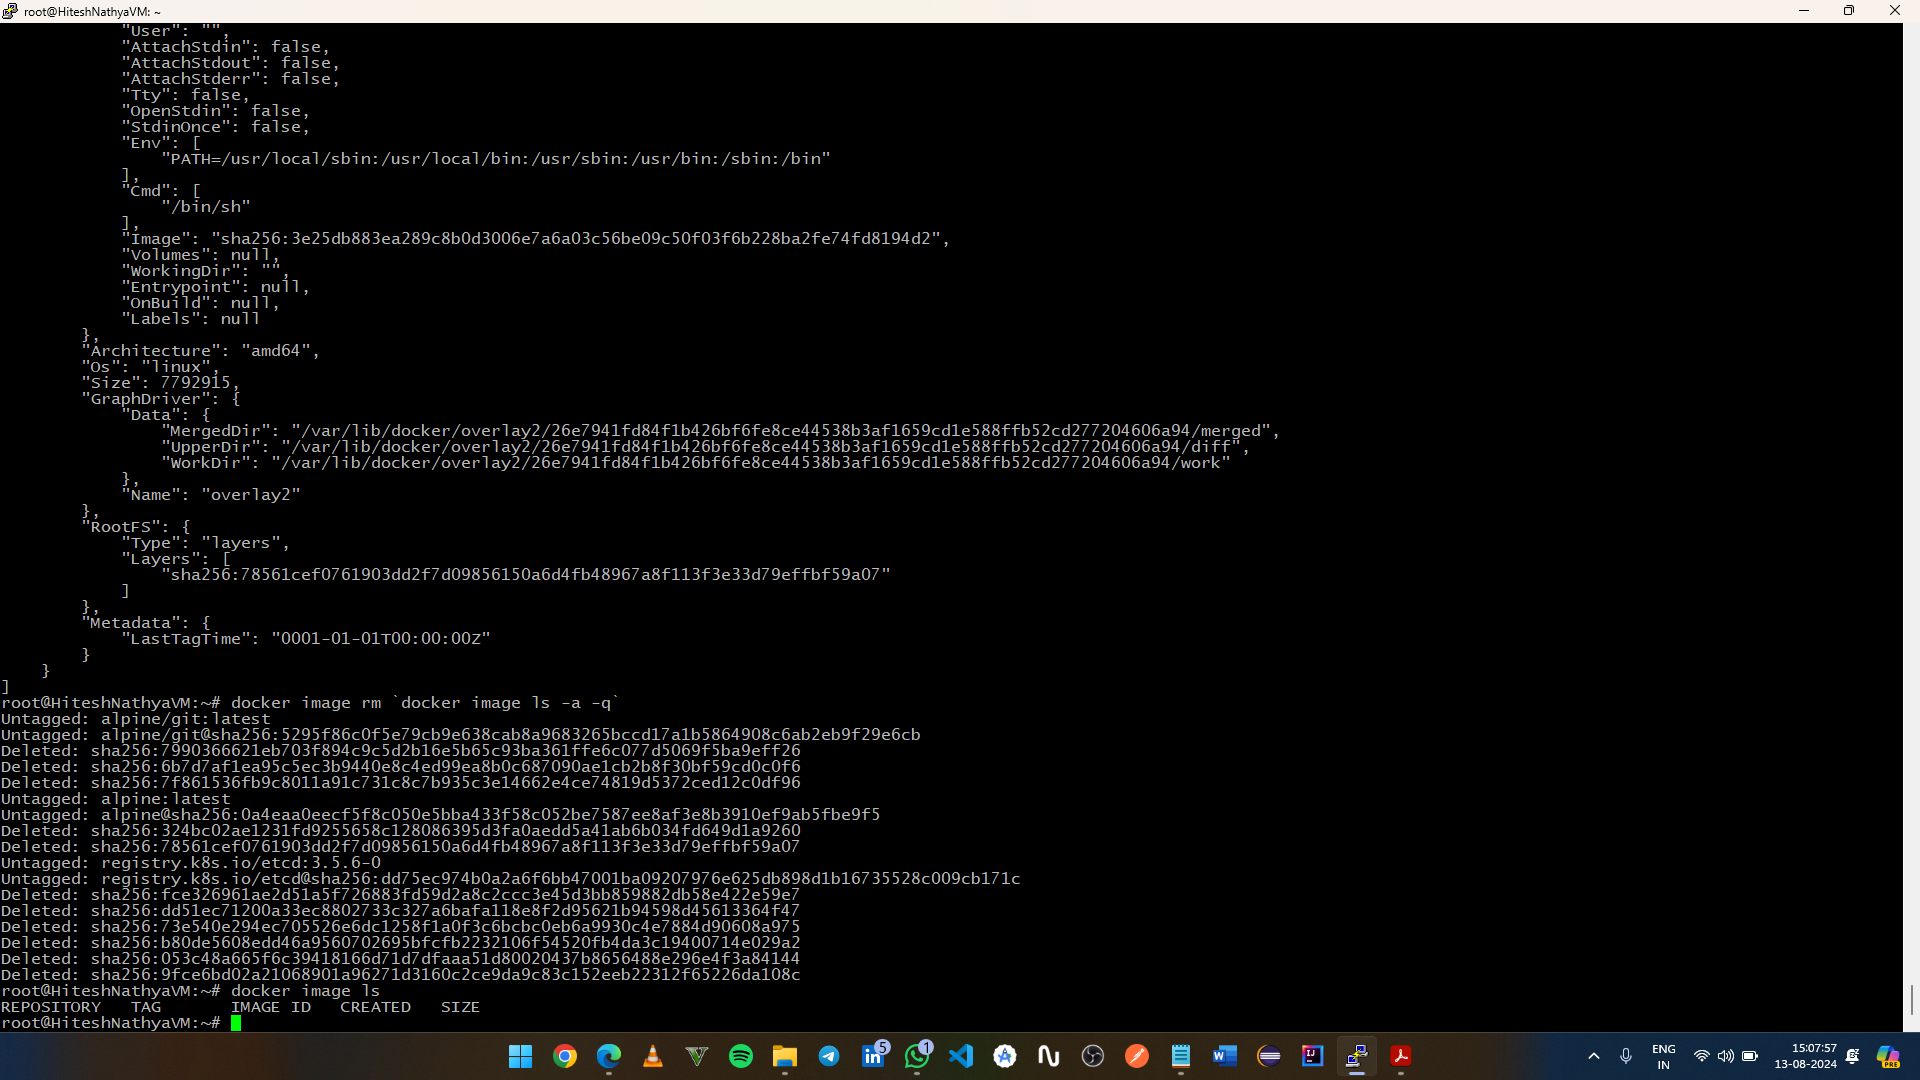 root@HiteshNathyaVM: ~
"User": "",
"AttachStdin": false,
"AttachStdout": false,
"AttachStderr": false,
"Tty": false,
"OpenStdin": false,
"StdinOnce": false,
"Env": [
"PATH=/usr/local/sbin:/usr/local/bin:/usr/sbin:/usr/bin:/sbin:/bin"
],
"Cmd": [
"/bin/sh"
],
"Image": "sha256:3e25db883ea289c8b0d3006e7a6a03c56be09c50f03f6b228ba2fe74fd8194d2",
"Volumes": null,
"WorkingDir": "",
"Entrypoint": null,
"OnBuild": null,
"Labels": null
},
"Architecture": "amd64",
"Os": "linux",
"Size": 7792915,
"GraphDriver": {
"Data": {
"MergedDir": "/var/lib/docker/overlay2/26e7941fd84f1b426bf6fe8ce44538b3af1659cd1e588ffb52cd277204606a94/merged",
"UpperDir": "/var/lib/docker/overlay2/26e7941fd84f1b426bf6fe8ce44538b3af1659cd1e588ffb52cd277204606a94/diff",
"WorkDir": "/var/lib/docker/overlay2/26e7941fd84f1b426bf6fe8ce44538b3af1659cd1e588ffb52cd277204606a94/work"
},
"Name": "overlay2"
},
"RootFS": {
"Type": "layers",
"Layers": [
"sha256:78561cef0761903dd2f7d09856150a6d4fb48967a8f113f3e33d79effbf59a07"
]
},
"Metadata": {
"LastTagTime": "0001-01-01T00:00:00Z"
}
}
]
root@HiteshNathyaVM:~# docker image rm `docker image ls -a -q`
Untagged: alpine/git:latest
Untagged: alpine/git@sha256:5295f86c0f5e79cb9e638cab8a9683265bccd17a1b5864908c6ab2eb9f29e6cb
Deleted: sha256:7990366621eb703f894c9c5d2b16e5b65c93ba361ffe6c077d5069f5ba9eff26
Deleted: sha256:6b7d7af1ea95c5ec3b9440e8c4ed99ea8b0c687090ae1cb2b8f30bf59cd0c0f6
Deleted: sha256:7f861536fb9c8011a91c731c8c7b935c3e14662e4ce74819d5372ced12c0df96
Untagged: alpine:latest
Untagged: alpine@sha256:0a4eaa0eecf5f8c050e5bba433f58c052be7587ee8af3e8b3910ef9ab5fbe9f5
Deleted: sha256:324bc02ae1231fd9255658c128086395d3fa0aedd5a41ab6b034fd649d1a9260
Deleted: sha256:78561cef0761903dd2f7d09856150a6d4fb48967a8f113f3e33d79effbf59a07
Untagged: registry.k8s.io/etcd:3.5.6-0
Untagged: registry.k8s.io/etcd@sha256:dd75ec974b0a2a6f6bb47001ba09207976e625db898d1b16735528c009cb171c
Deleted: sha256:fce326961ae2d51a5f726883fd59d2a8c2ccc3e45d3bb859882db58e422e59e7
Deleted: sha256:dd51ec71200a33ec8802733c327a6bafa118e8f2d95621b94598d45613364f47
Deleted: sha256:73e540e294ec705526e6dc1258f1a0f3c6bcbc0eb6a9930c4e7884d90608a975
Deleted: sha256:b80de5608edd46a9560702695bfcfb2232106f54520fb4da3c19400714e029a2
Deleted: sha256:053c48a665f6c39418166d71d7dfaaa51d80020437b8656488e296e4f3a84144
Deleted: sha256:9fce6bd02a21068901a96271d3160c2ce9da9c83c152eeb22312f65226da108c
root@HiteshNathyaVM:~# docker image ls
REPOSITORY TAG IMAGE ID CREATED SIZE
root@HiteshNathyaVM:~#
5
1
ENG
IN
15:07:57
13-08-2024
PRE